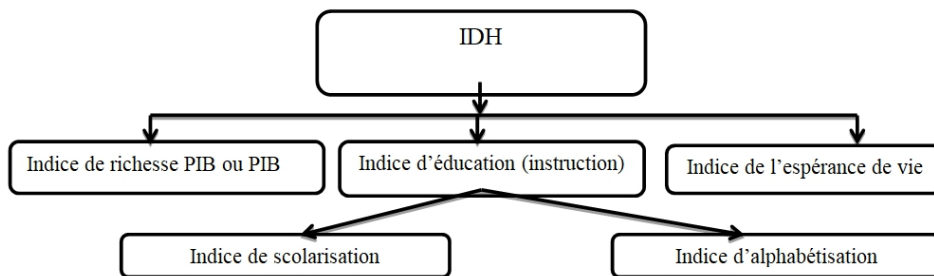 IDH
Indice de richesse PIB ou PIB
Indice d’éducation (instruction)
Indice de l’espérance de vie
Indice de scolarisation
Indice d’alphabétisation